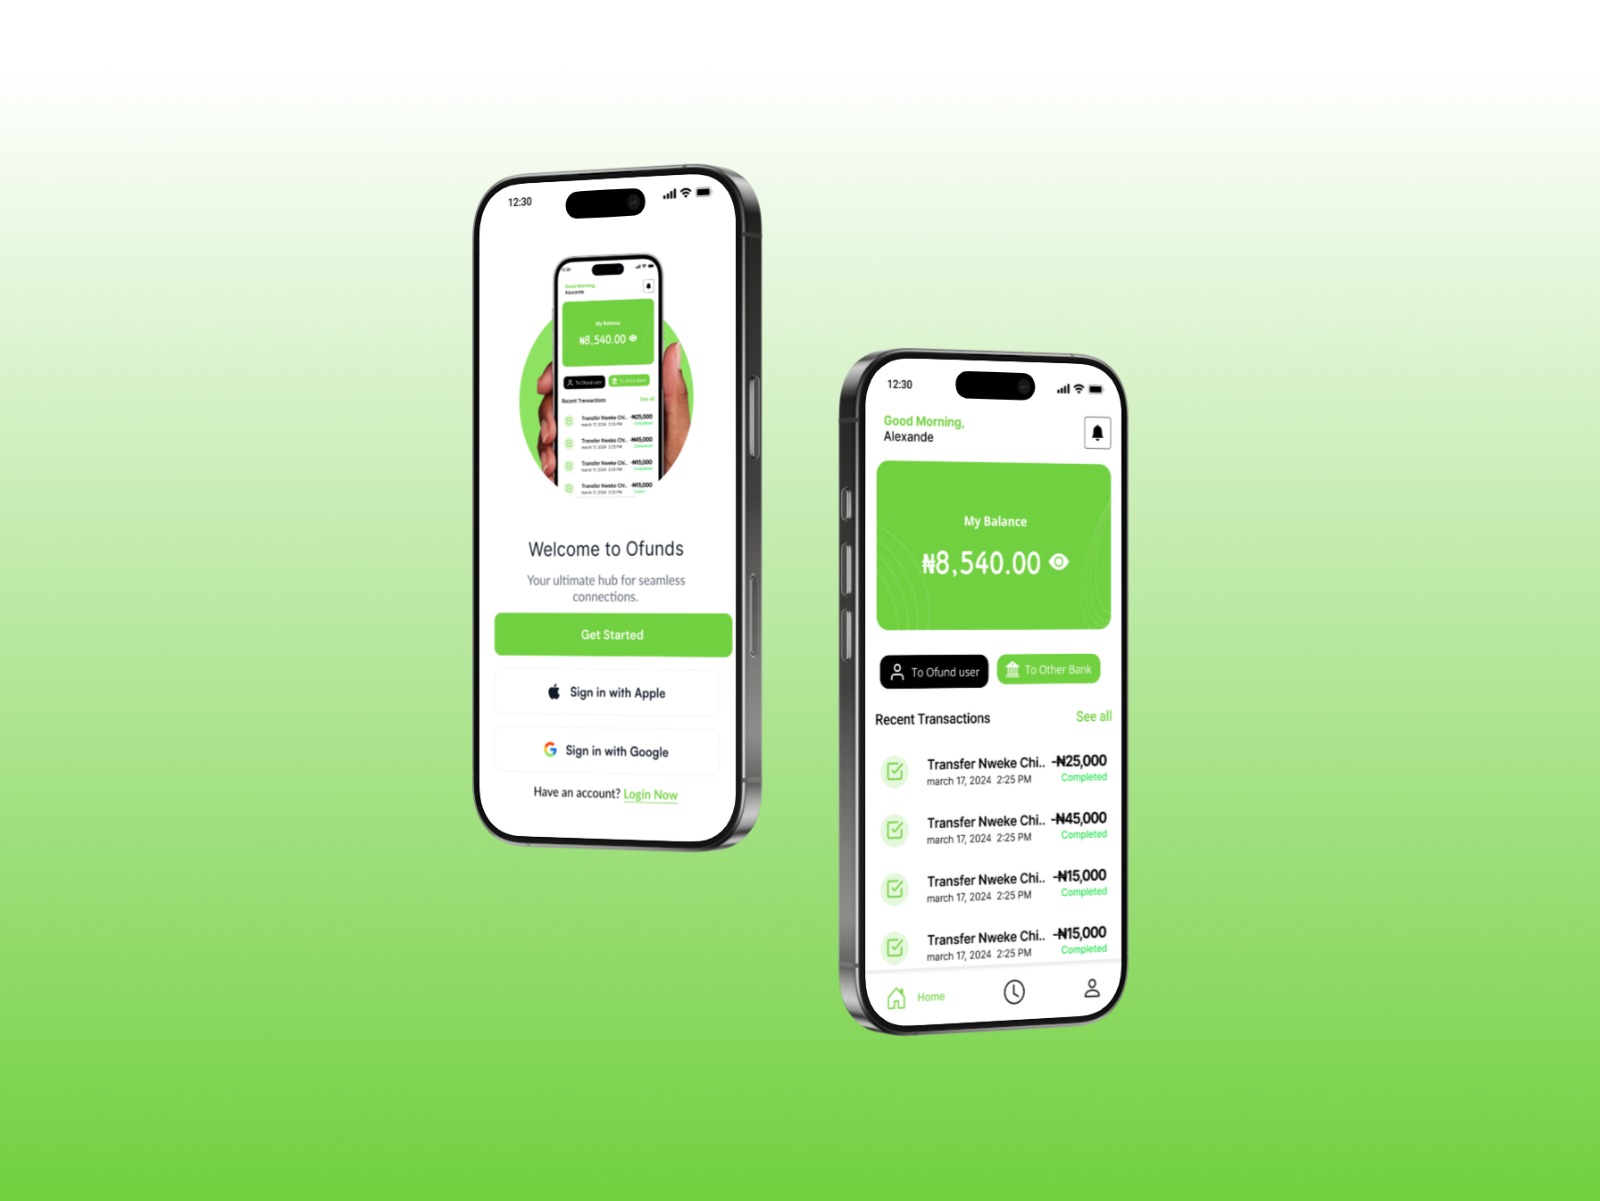 12:30
12:30
Good Morning,
Alexande
My Balance
₦8,540.00
To Ofund user
To Other Bank
Recent Transactions
See all
Transfer Nweke Chi.. -₦25,000
march 17, 2024 2:25 PM
Completed
Transfer Nweke Chi.. -₦45,000
march 17, 2024 2:25 PM
Completed
Transfer Nweke Chi.. -₦15,000
march 17, 2024 2:25 PM
Completed
Transfer Nweke Chi.. -₦15,000
march 17, 2024 2:25 PM
Welcome to Ofunds
Your ultimate hub for seamless
connections.
Get Started
Sign in with Apple
Sign in with Google
Have an account? Login Now
12:30
Good Morning,
Alexande
My Balance
₦8,540.00
To Ofund user
To Other Bank
Recent Transactions
See all
Transfer Nweke Chi.. -₦25,000
march 17, 2024 2:25 PM
Completed
Transfer Nweke Chi.. -₦45,000
march 17, 2024 2:25 PM
Completed
Transfer Nweke Chi.. -₦15,000
march 17, 2024 2:25 PM
Completed
Transfer Nweke Chi.. -₦15,000
march 17, 2024 2:25 PM
Completed
Home